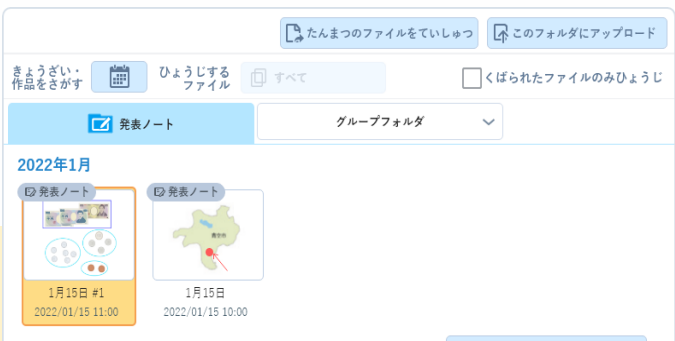 たんまつのファイルをていしゅつ
このフォルダにアップロード
きょうざい・
作品をさがす
ひょうじする
ファイル
すべて
くばられたファイルのみひょうじ
発表ノート
グループフォルダ
2022年1月
発表ノート
発表ノート
1月15日 #1
2022/01/15 11:00
1月15日
2022/01/15 10:00